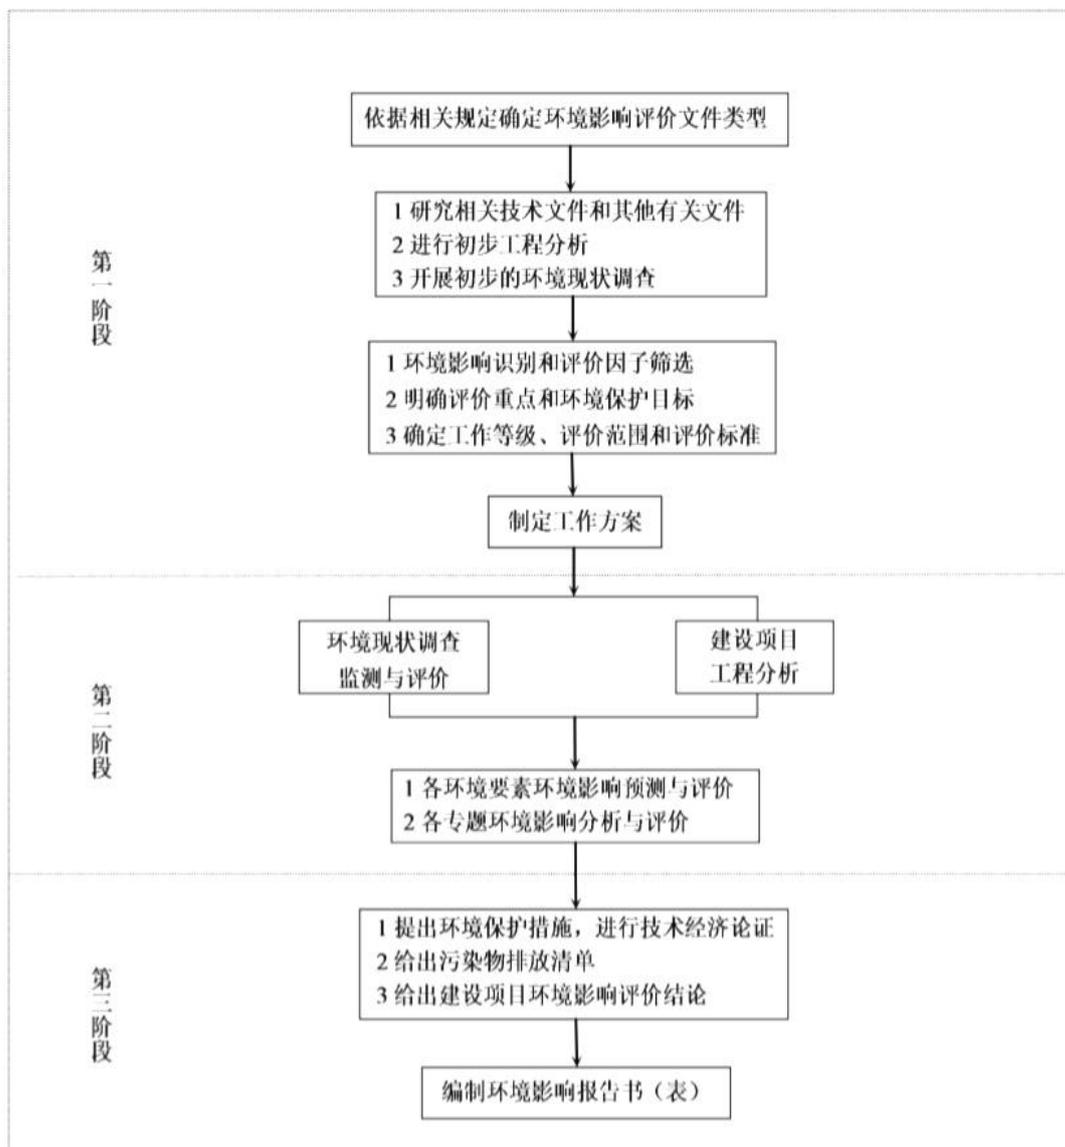 依据相关规定确定环境影响评价文件类型
第一阶段
1 研究相关技术文件和其他有关文件
2 进行初步工程分析
3 开展初步的环境现状调查
1 环境影响识别和评价因子筛选
2 明确评价重点和环境保护目标
3 确定工作等级、评价范围和评价标准
制定工作方案
第二阶段
环境现状调查
监测与评价
建设项目
工程分析
1 各环境要素环境影响预测与评价
2 各专题环境影响分析与评价
第三阶段
1 提出环境保护措施，进行技术经济论证
2 给出污染物排放清单
3 给出建设项目环境影响评价结论
编制环境影响报告书（表）